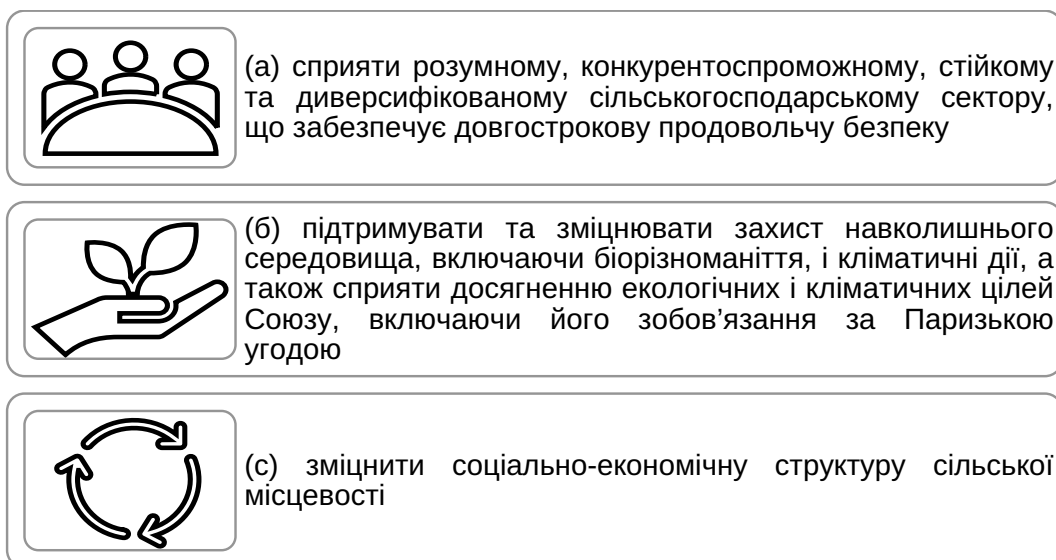 (а) сприяти розумному, конкурентоспроможному, стійкому
та диверсифікованому сільськогосподарському сектору,
що забезпечує довгострокову продовольчу безпеку
(б) підтримувати та зміцнювати захист навколишнього
середовища, включаючи біорізноманіття, і кліматичні дії, а
також сприяти досягненню екологічних і кліматичних цілей
Союзу, включаючи його зобов’язання за Паризькою
угодою
(с) зміцнити соціально-економічну структуру сільської
місцевості